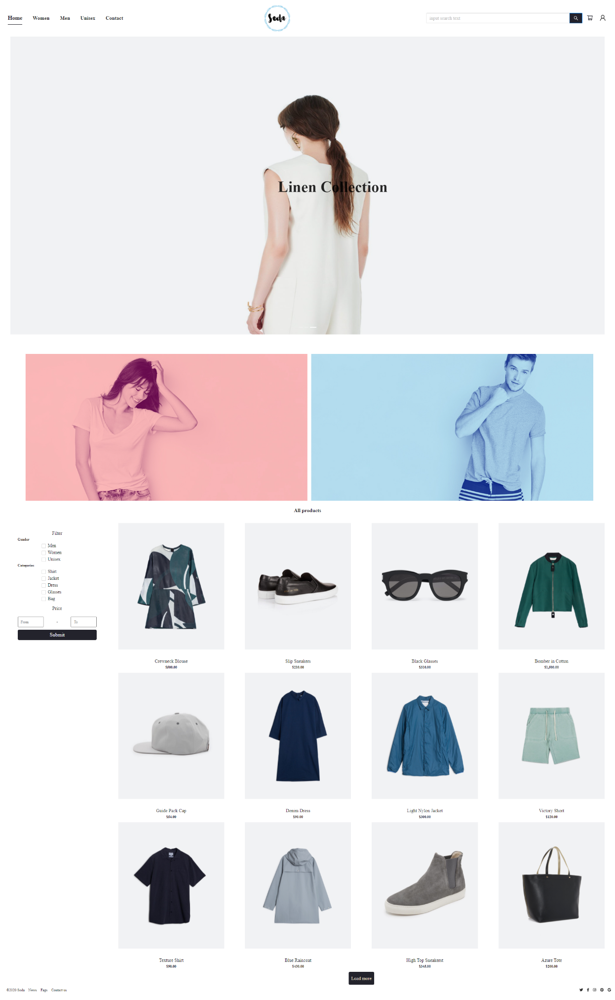 Home Women Men Unisex Contact
Soda
input search text
Linen Collection
All products
Filter
Gender
Men
Women
Unisex
Categories
Shirt
Jacket
Dress
Glasses
Bag
Price
From - To
Submit
Crewneck Blouse
$500.00
Slip Sneakers
$210.00
Black Glasses
$310.00
Bomber in Cotton
$1,500.00
Guide Pack Cap
$54.00
Denim Dress
$90.00
Light Nylon Jacket
$300.00
Victory Short
$120.00
Texture Shirt
$90.00
Blue Raincoat
$430.00
High Top Sneakerst
$345.00
Azure Tote
$200.00
Load more
©2020 Soda News Fags Contact us